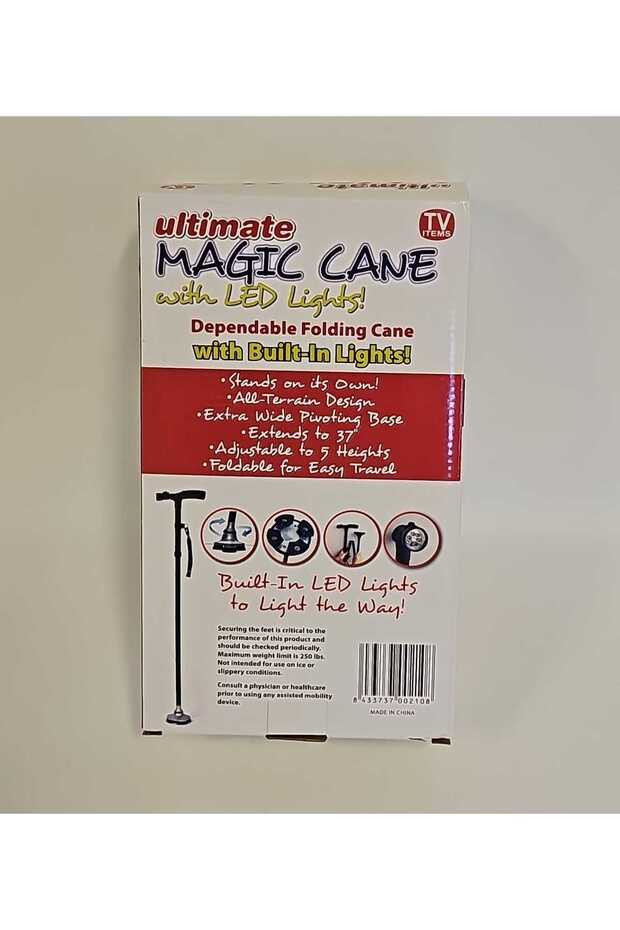 ultimate
ultimate
TV
ITEMS
MAGIC CANE
with LED Lights!
Dependable Folding Cane
with Built-In Lights!
•Stands on its Own!
•All-Terrain Design
•Extra Wide Pivoting Base
•Extends to 37"
•Adjustable to 5 Heights
•Foldable for Easy Travel
Built-In LED Lights
to Light the Way!
Securing the feet is critical to the
performance of this product and
should be checked periodically.
Maximum weight limit is 250 lbs.
Not intended for use on ice or
slippery conditions.
Consult a physician or healthcare
prior to using any assisted mobility
device.
8 433737 002108
MADE IN CHINA